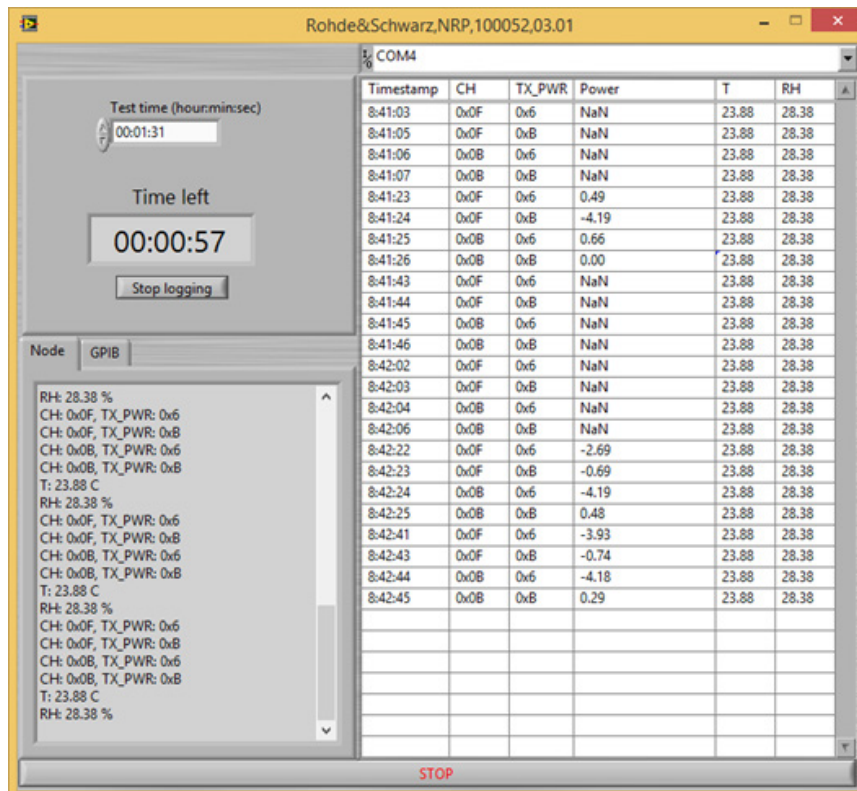 Rohde&Schwarz,NRP,100052,03.01
COM4
Test time (hour:min:sec)
00:01:31
Time left
00:00:57
Stop logging
Node GPIB
RH: 28.38 %
CH: 0x0F, TX_PWR: 0x6
CH: 0x0F, TX_PWR: 0xB
CH: 0x0B, TX_PWR: 0x6
CH: 0x0B, TX_PWR: 0xB
T: 23.88 C
RH: 28.38 %
CH: 0x0F, TX_PWR: 0x6
CH: 0x0F, TX_PWR: 0xB
CH: 0x0B, TX_PWR: 0x6
CH: 0x0B, TX_PWR: 0xB
T: 23.88 C
RH: 28.38 %
CH: 0x0F, TX_PWR: 0x6
CH: 0x0F, TX_PWR: 0xB
CH: 0x0B, TX_PWR: 0x6
CH: 0x0B, TX_PWR: 0xB
T: 23.88 C
RH: 28.38 %
Timestamp CH TX_PWR Power T RH
8:41:03 0x0F 0x6 NaN 23.88 28.38
8:41:05 0x0F 0xB NaN 23.88 28.38
8:41:06 0x0B 0x6 NaN 23.88 28.38
8:41:07 0x0B 0xB NaN 23.88 28.38
8:41:23 0x0F 0x6 0.49 23.88 28.38
8:41:24 0x0F 0xB -4.19 23.88 28.38
8:41:25 0x0B 0x6 0.66 23.88 28.38
8:41:26 0x0B 0xB 0.00 23.88 28.38
8:41:43 0x0F 0x6 NaN 23.88 28.38
8:41:44 0x0F 0xB NaN 23.88 28.38
8:41:45 0x0B 0x6 NaN 23.88 28.38
8:41:46 0x0B 0xB NaN 23.88 28.38
8:42:02 0x0F 0x6 NaN 23.88 28.38
8:42:03 0x0F 0xB NaN 23.88 28.38
8:42:04 0x0B 0x6 NaN 23.88 28.38
8:42:06 0x0B 0xB NaN 23.88 28.38
8:42:22 0x0F 0x6 -2.69 23.88 28.38
8:42:23 0x0F 0xB -0.69 23.88 28.38
8:42:24 0x0B 0x6 -4.19 23.88 28.38
8:42:25 0x0B 0xB 0.48 23.88 28.38
8:42:41 0x0F 0x6 -3.93 23.88 28.38
8:42:43 0x0F 0xB -0.74 23.88 28.38
8:42:44 0x0B 0x6 -4.18 23.88 28.38
8:42:45 0x0B 0xB 0.29 23.88 28.38
STOP